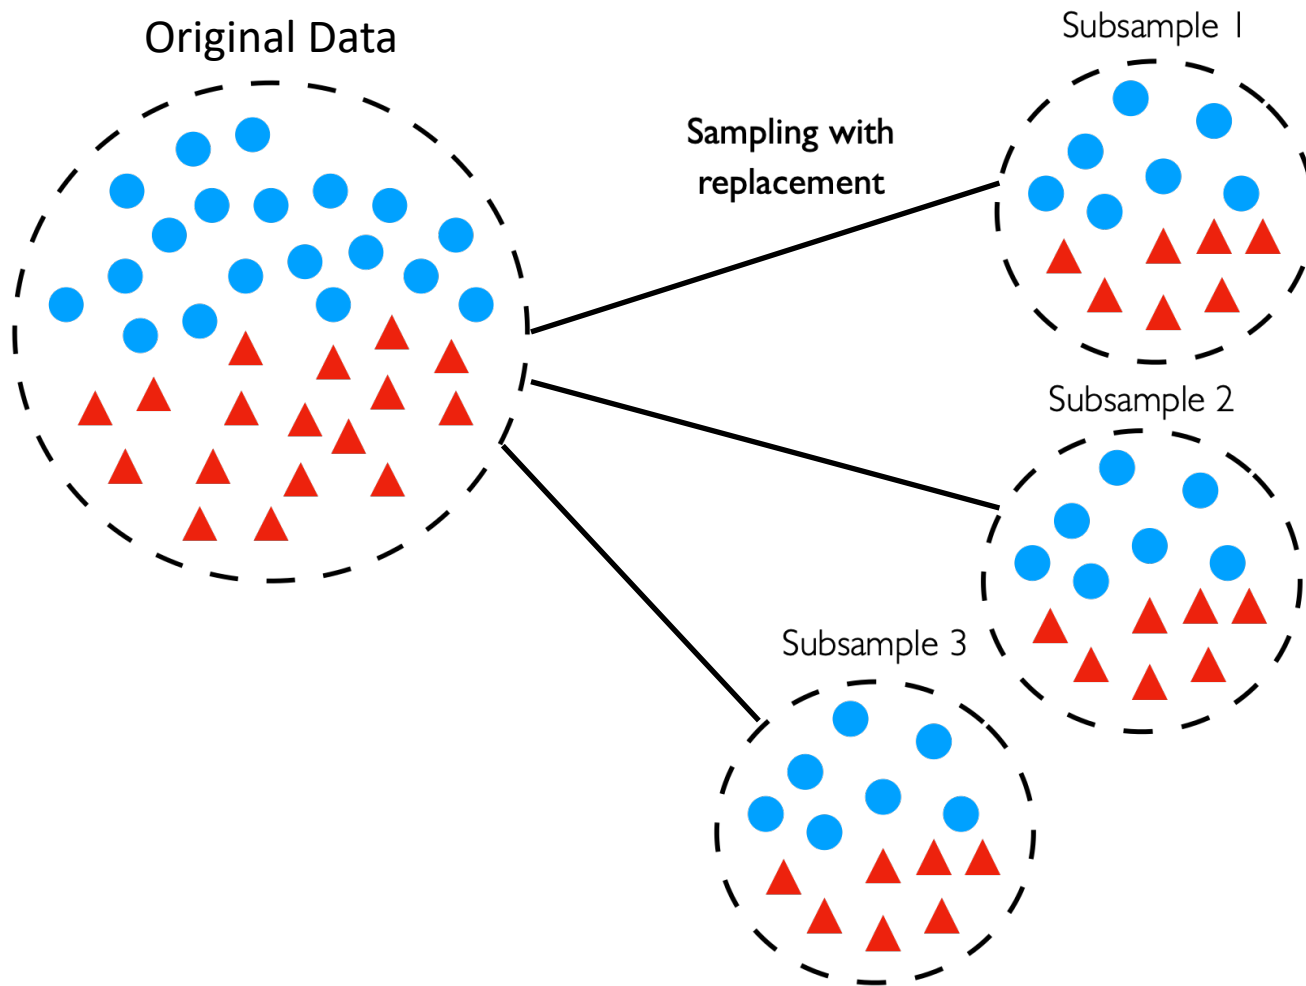 Original Data
Subsample 1
Sampling with
replacement
Subsample 2
Subsample 3